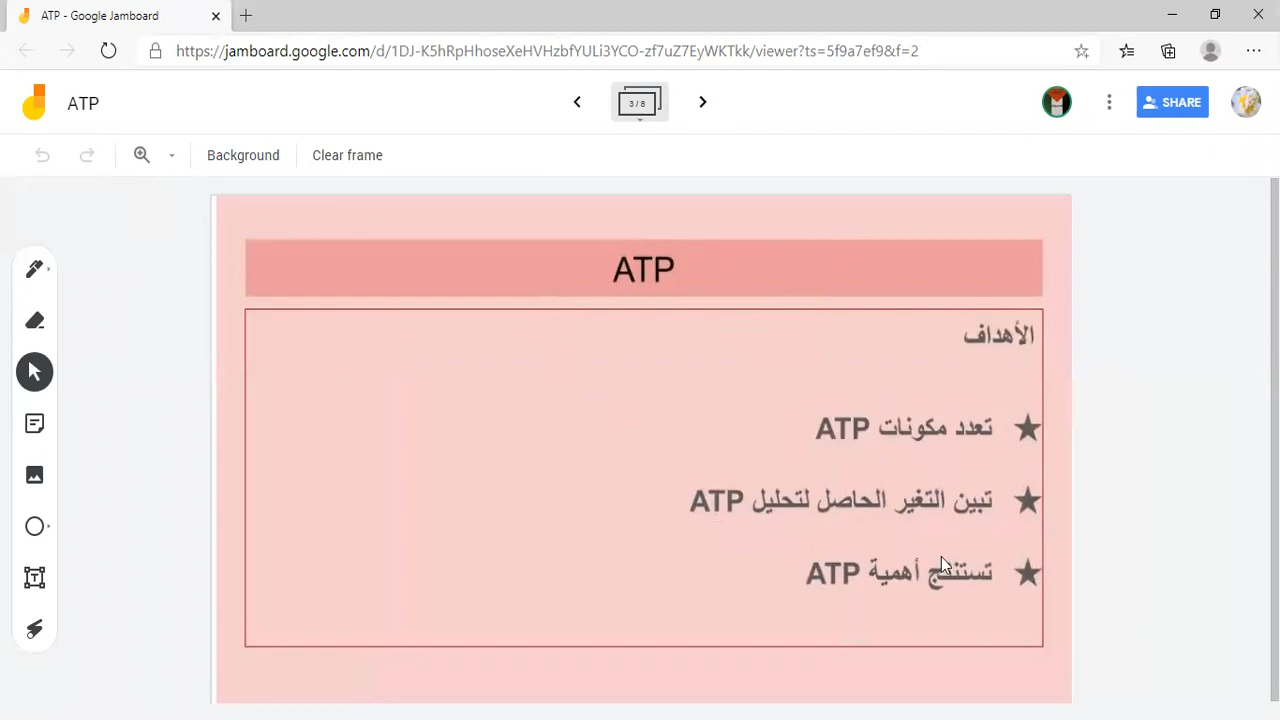 ATP - Google Jamboard
https://jamboard.google.com/d/1DJ-K5hRpHhoseXeHVHzbfYULi3YCO-zf7uZ7EyWKTkk/viewer?ts=5f9a7ef9&f=2
ATP
3 / 8
SHARE
Background
Clear frame
ATP
الأهداف
★ تعدد مكونات ATP
★ تبين التغير الحاصل لتحليل ATP
★ تستنتج أهمية ATP